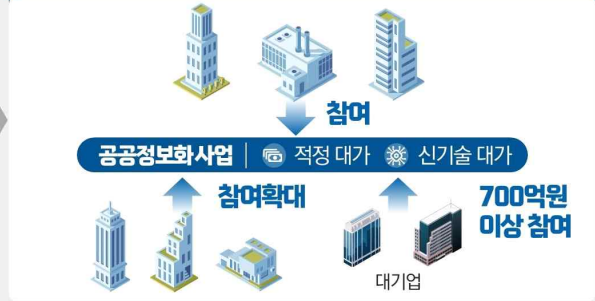 참여
공공정보화사업 | 적정 대가 신기술 대가
참여확대
700억원
이상 참여
대기업